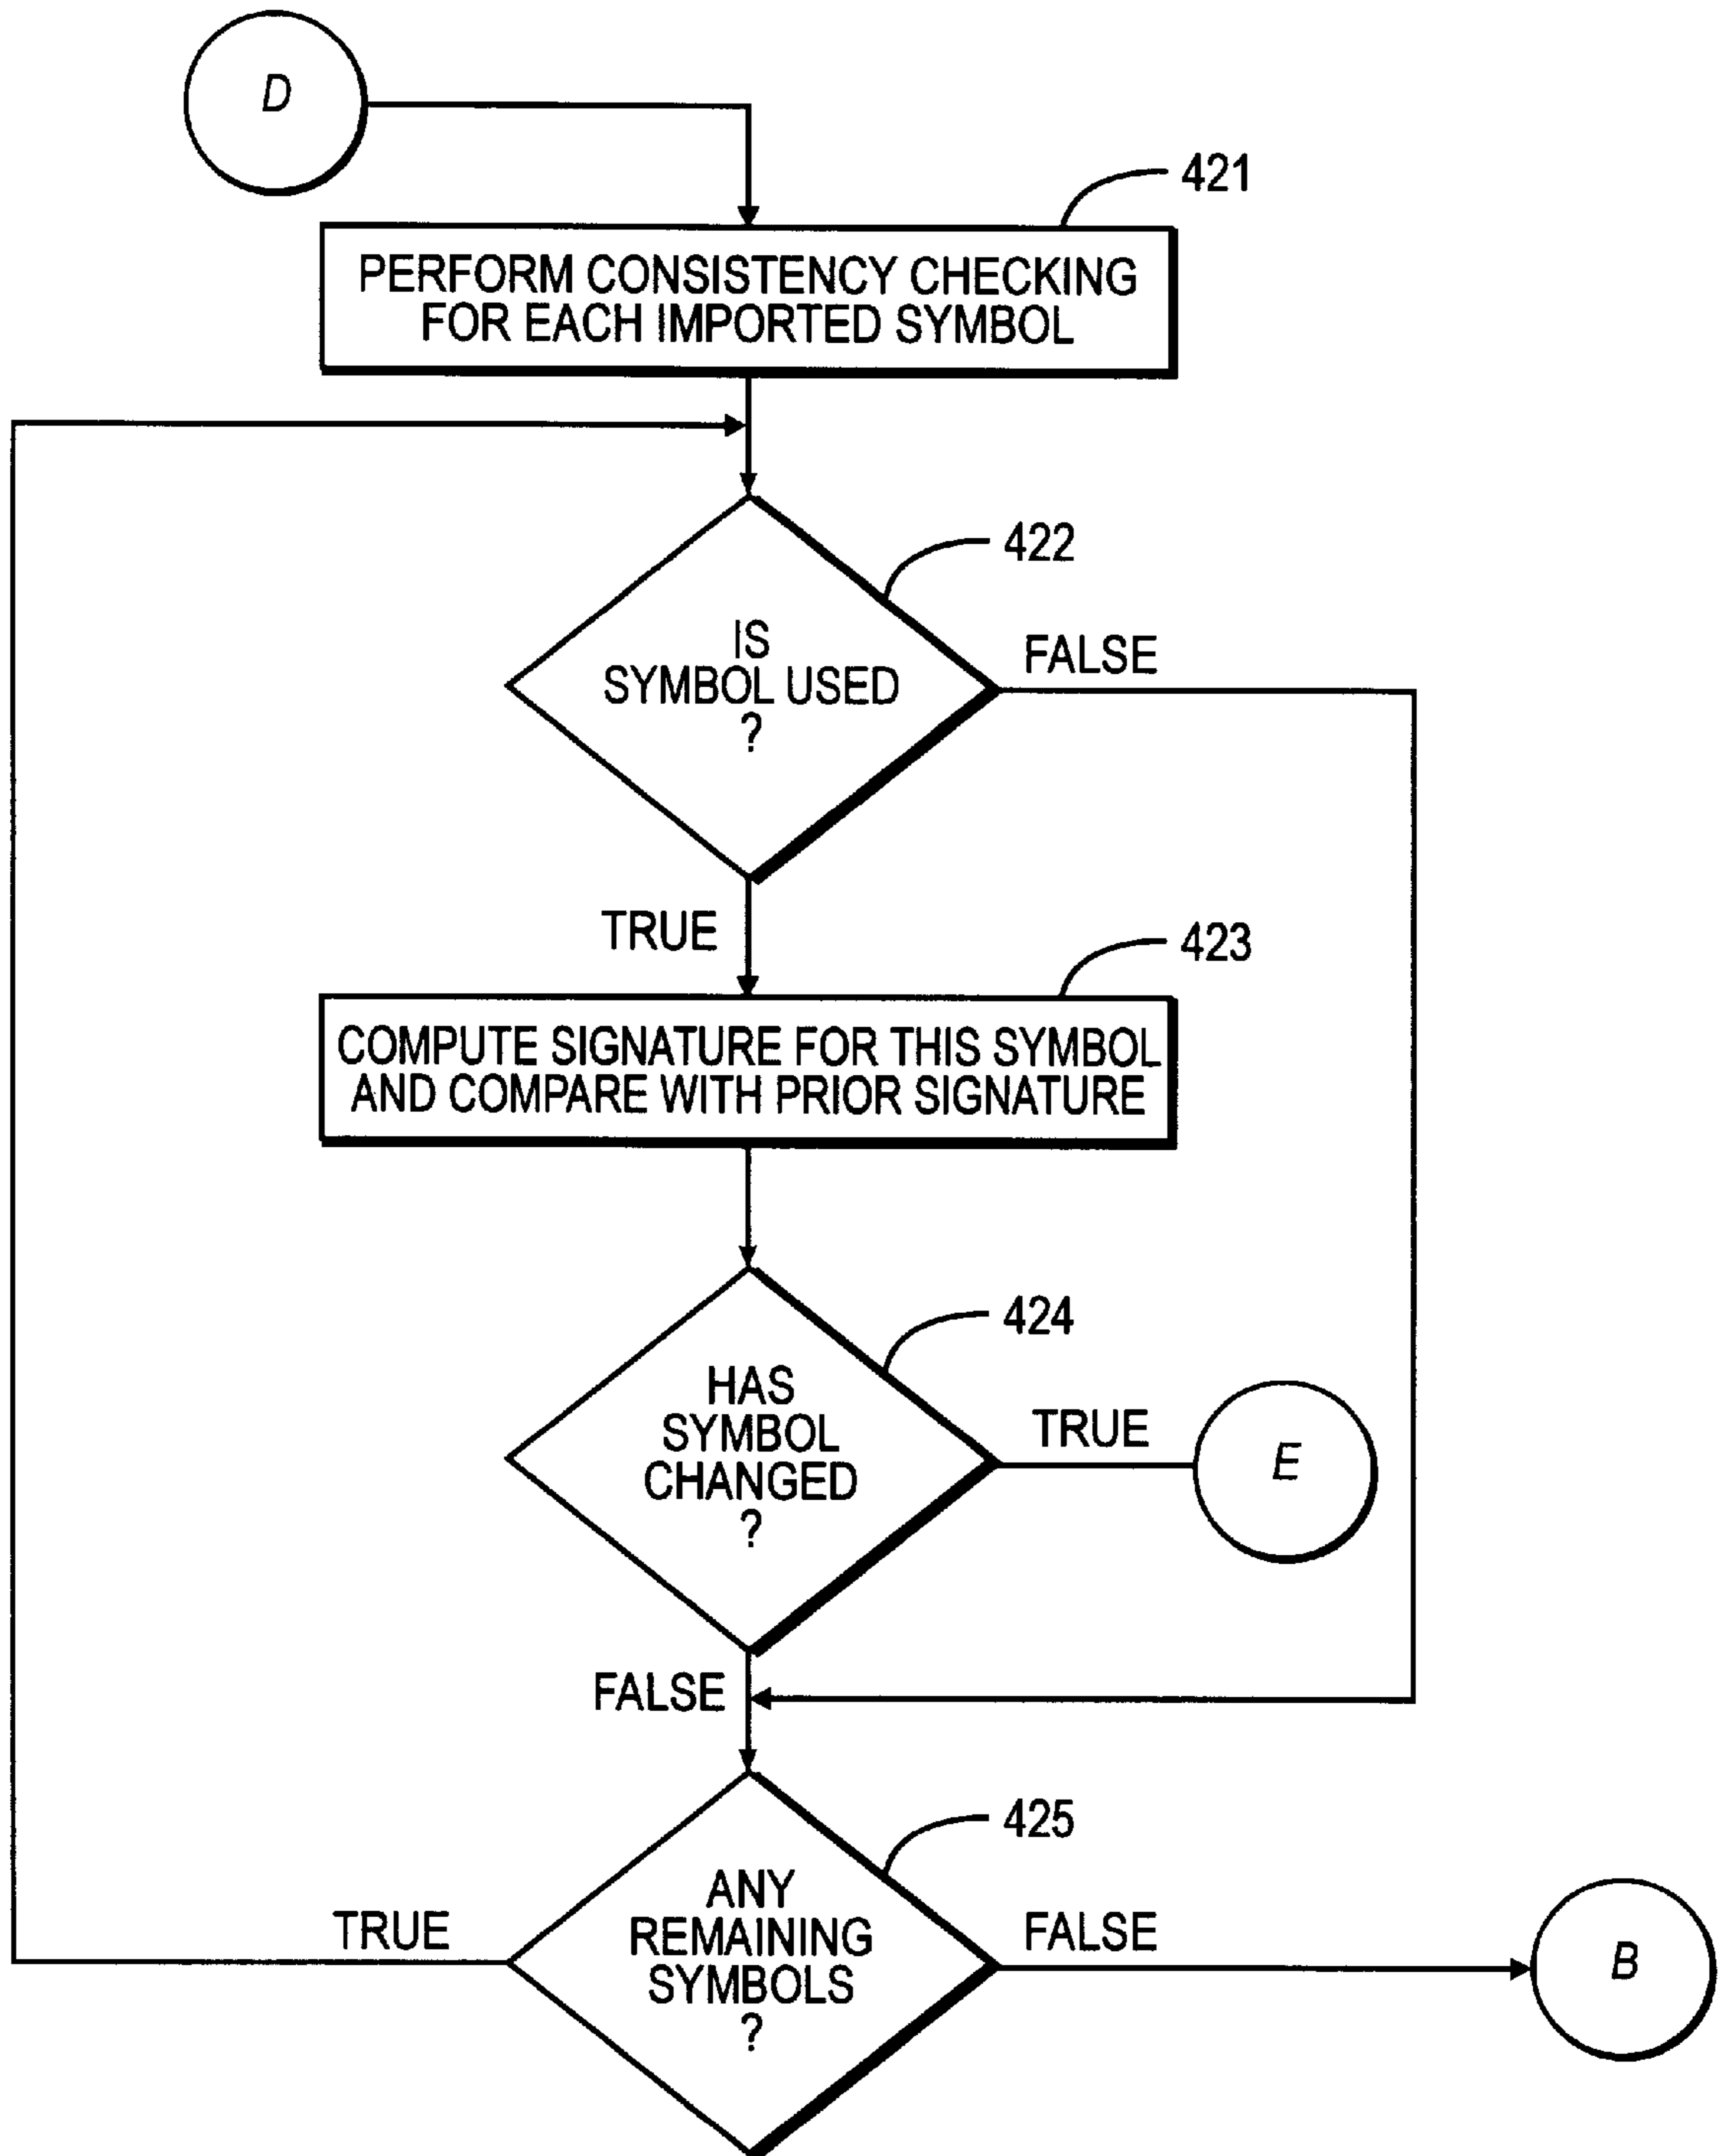 D
421
PERFORM CONSISTENCY CHECKING
FOR EACH IMPORTED SYMBOL
422
IS
SYMBOL USED
?
FALSE
TRUE
423
COMPUTE SIGNATURE FOR THIS SYMBOL
AND COMPARE WITH PRIOR SIGNATURE
424
HAS
SYMBOL
CHANGED
?
TRUE
E
FALSE
425
ANY
REMAINING
SYMBOLS
?
TRUE
FALSE
B